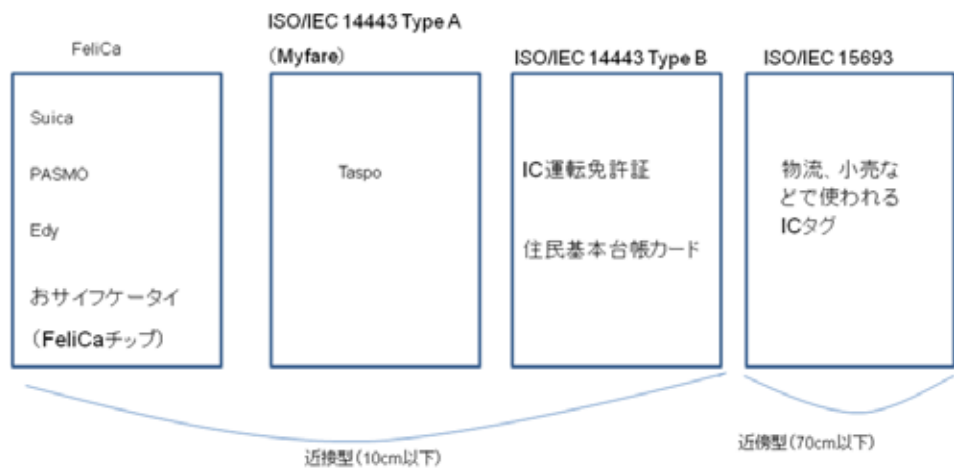 FeliCa
Suica
PASMO
Edy
おサイフケータイ
（FeliCaチップ）
ISO/IEC 14443 Type A
（Myfare）
Taspo
ISO/IEC 14443 Type B
IC運転免許証
住民基本台帳カード
ISO/IEC 15693
物流、小売な
どで使われる
ICタグ
近接型（10cm以下）
近傍型（70cm以下）